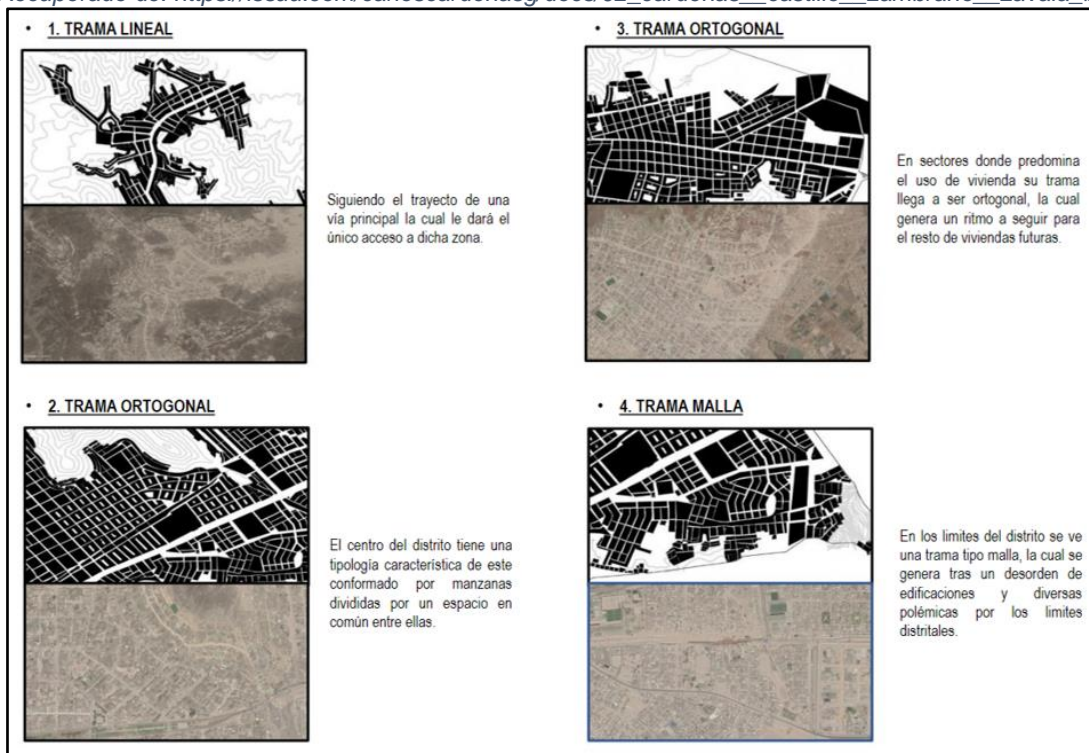 • 1. TRAMA LINEAL
Siguiendo el trayecto de una
vía principal la cual le dará el
único acceso a dicha zona.
• 2. TRAMA ORTOGONAL
El centro del distrito tiene una
tipología característica de este
conformado por manzanas
divididas por un espacio en
común entre ellas.
• 3. TRAMA ORTOGONAL
En sectores donde predomina
el uso de vivienda su trama
llega a ser ortogonal, la cual
genera un ritmo a seguir para
el resto de viviendas futuras.
• 4. TRAMA MALLA
En los limites del distrito se ve
una trama tipo malla, la cual se
genera tras un desorden de
edificaciones y diversas
polémicas por los limites
distritales.